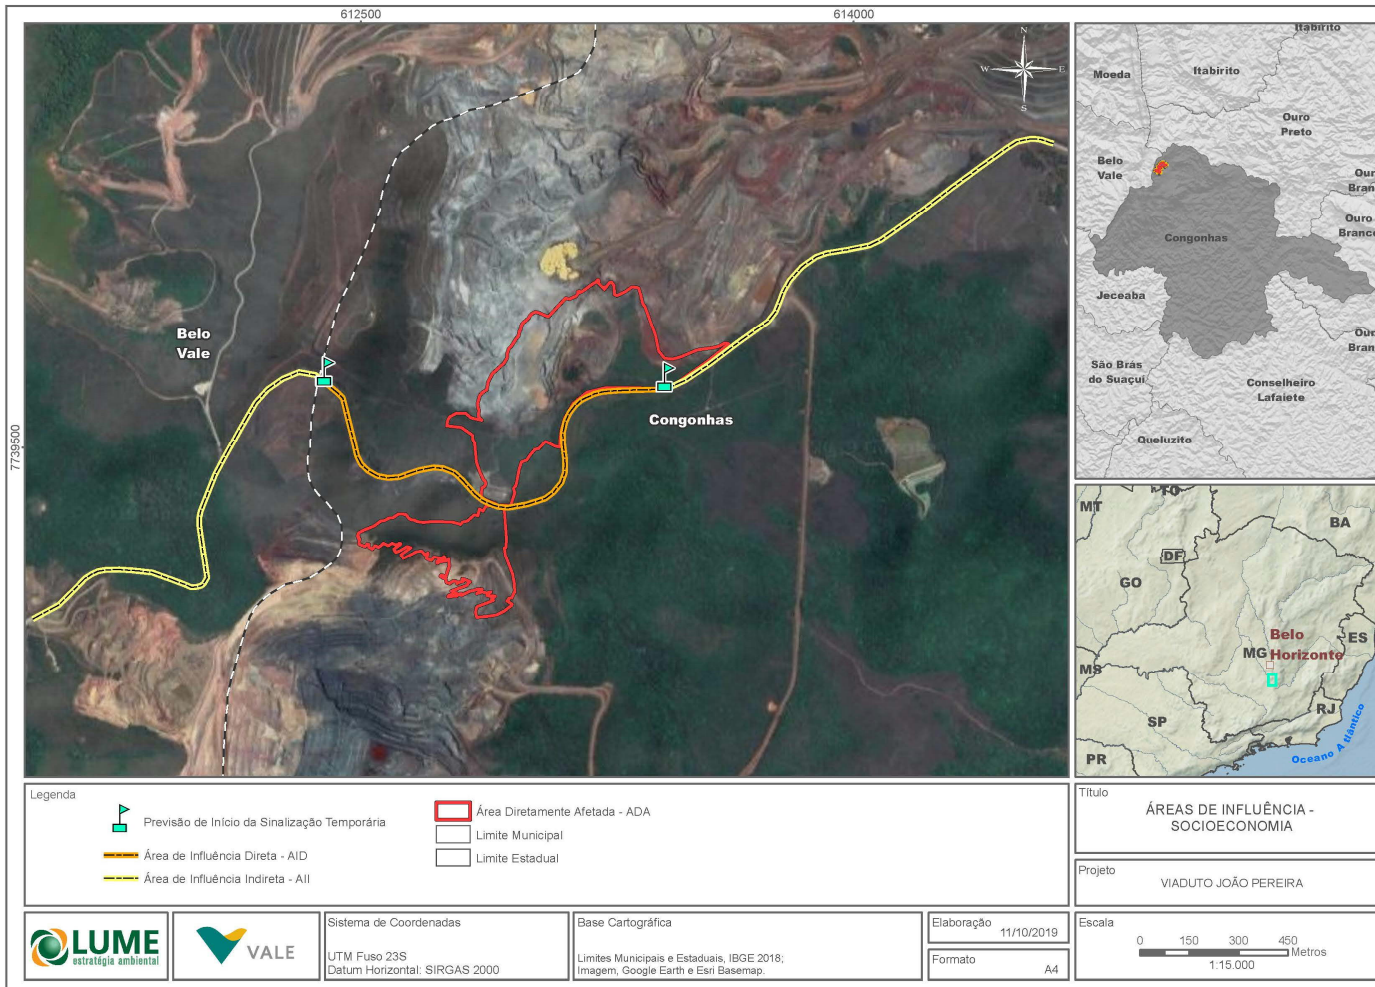 612500
614000
7739500
N
W
E
S
Belo
Vale
Congonhas
Itabirito
Moeda
Itabirito
Ouro
Preto
Belo
Vale
Congonhas
Jeceaba
São Brás
do Suaçuí
Conselheiro
Lafaiete
Queluzito
MT
TO
BA
DF
GO
MG
Belo
Horizonte
ES
MS
SP
RJ
PR
Oceano Atlântico
Legenda
Previsão de Início da Sinalização Temporária
Área de Influência Direta - AID
Área de Influência Indireta - AII
Área Diretamente Afetada - ADA
Limite Municipal
Limite Estadual
Título
ÁREAS DE INFLUÊNCIA -
SOCIOECONOMIA
Projeto
VIADUTO JOÃO PEREIRA
LUME
estratégia ambiental
VALE
Sistema de Coordenadas
UTM Fuso 23S
Datum Horizontal: SIRGAS 2000
Base Cartográfica
Limites Municipais e Estaduais, IBGE 2018;
Imagem, Google Earth e Esri Basemap.
Elaboração
11/10/2019
Formato
A4
Escala
0 150 300 450
Metros
1:15.000